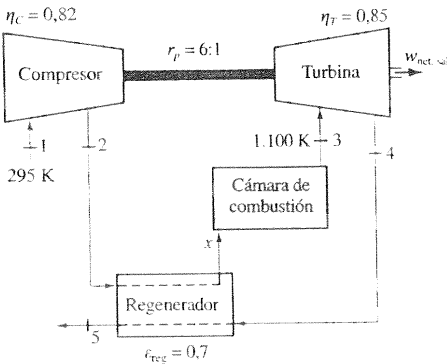 η_C = 0,82
η_T = 0,85
Compresor
r_p = 6:1
Turbina
w_net, sal
1
2
295 K
1.100 K
3
4
Cámara de
combustión
x
Regenerador
5
ε_reg = 0,7